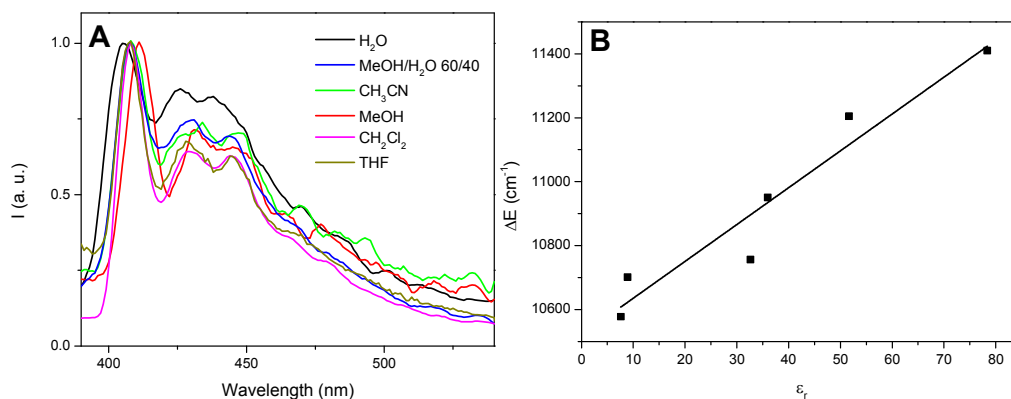 A
H₂O
MeOH/H₂O 60/40
CH₃CN
MeOH
CH₂Cl₂
THF
1.0
0.5
0.0
I (a. u.)
400
450
500
Wavelength (nm)
B
11400
11200
11000
10800
10600
ΔE (cm⁻¹)
0
10
20
30
40
50
60
70
80
εᵣ